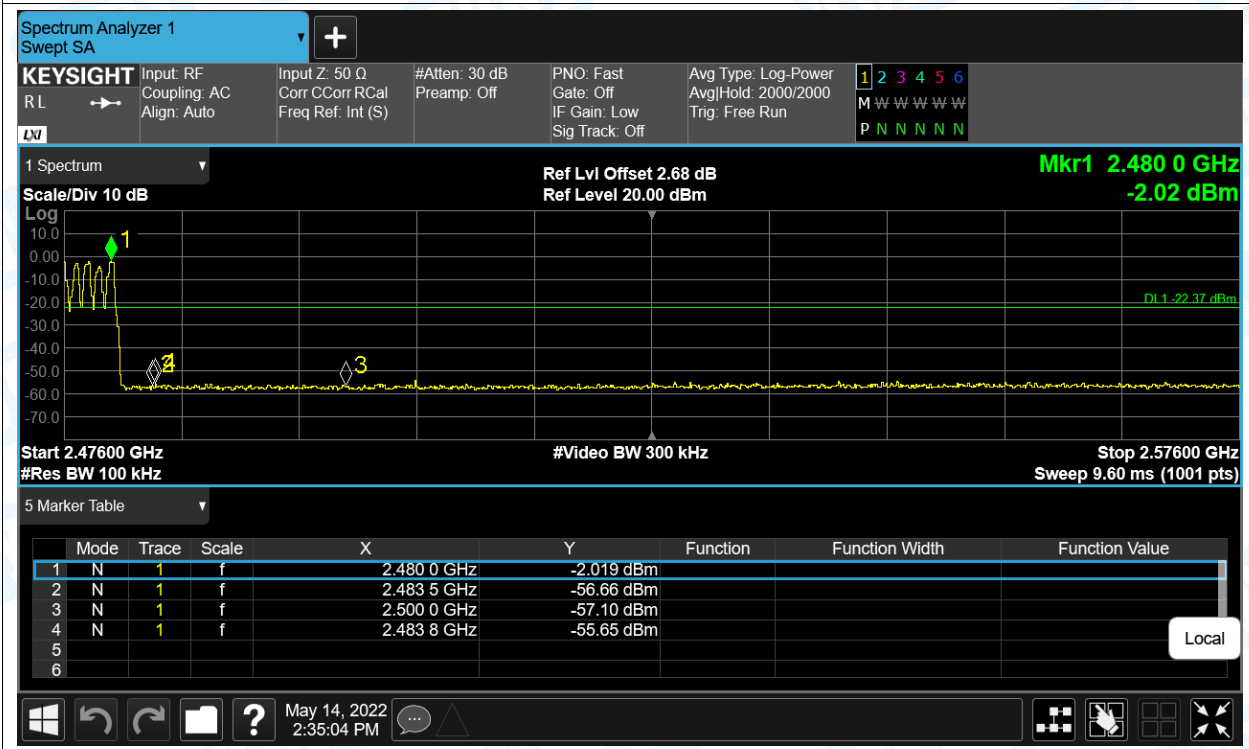 Spectrum Analyzer 1
Swept SA
KEYSIGHT
R L
LXI
Input: RF
Coupling: AC
Align: Auto
Input Z: 50 Ω
Corr CCorr RCal
Freq Ref: Int (S)
#Atten: 30 dB
Preamp: Off
PNO: Fast
Gate: Off
IF Gain: Low
Sig Track: Off
Avg Type: Log-Power
Avg|Hold: 2000/2000
Trig: Free Run
1 2 3 4 5 6
M W W W W W
P N N N N N
1 Spectrum
Scale/Div 10 dB
Log
Ref Lvl Offset 2.68 dB
Ref Level 20.00 dBm
Mkr1 2.480 0 GHz
-2.02 dBm
10.0
0.00
-10.0
-20.0
-30.0
-40.0
-50.0
-60.0
-70.0
1
2
4
3
DL1 -22.37 dBm
Start 2.47600 GHz
#Res BW 100 kHz
#Video BW 300 kHz
Stop 2.57600 GHz
Sweep 9.60 ms (1001 pts)
5 Marker Table
Mode Trace Scale X Y Function Function Width Function Value
1 N 1 f 2.480 0 GHz -2.019 dBm
2 N 1 f 2.483 5 GHz -56.66 dBm
3 N 1 f 2.500 0 GHz -57.10 dBm
4 N 1 f 2.483 8 GHz -55.65 dBm
5
6
Local
?
May 14, 2022
2:35:04 PM